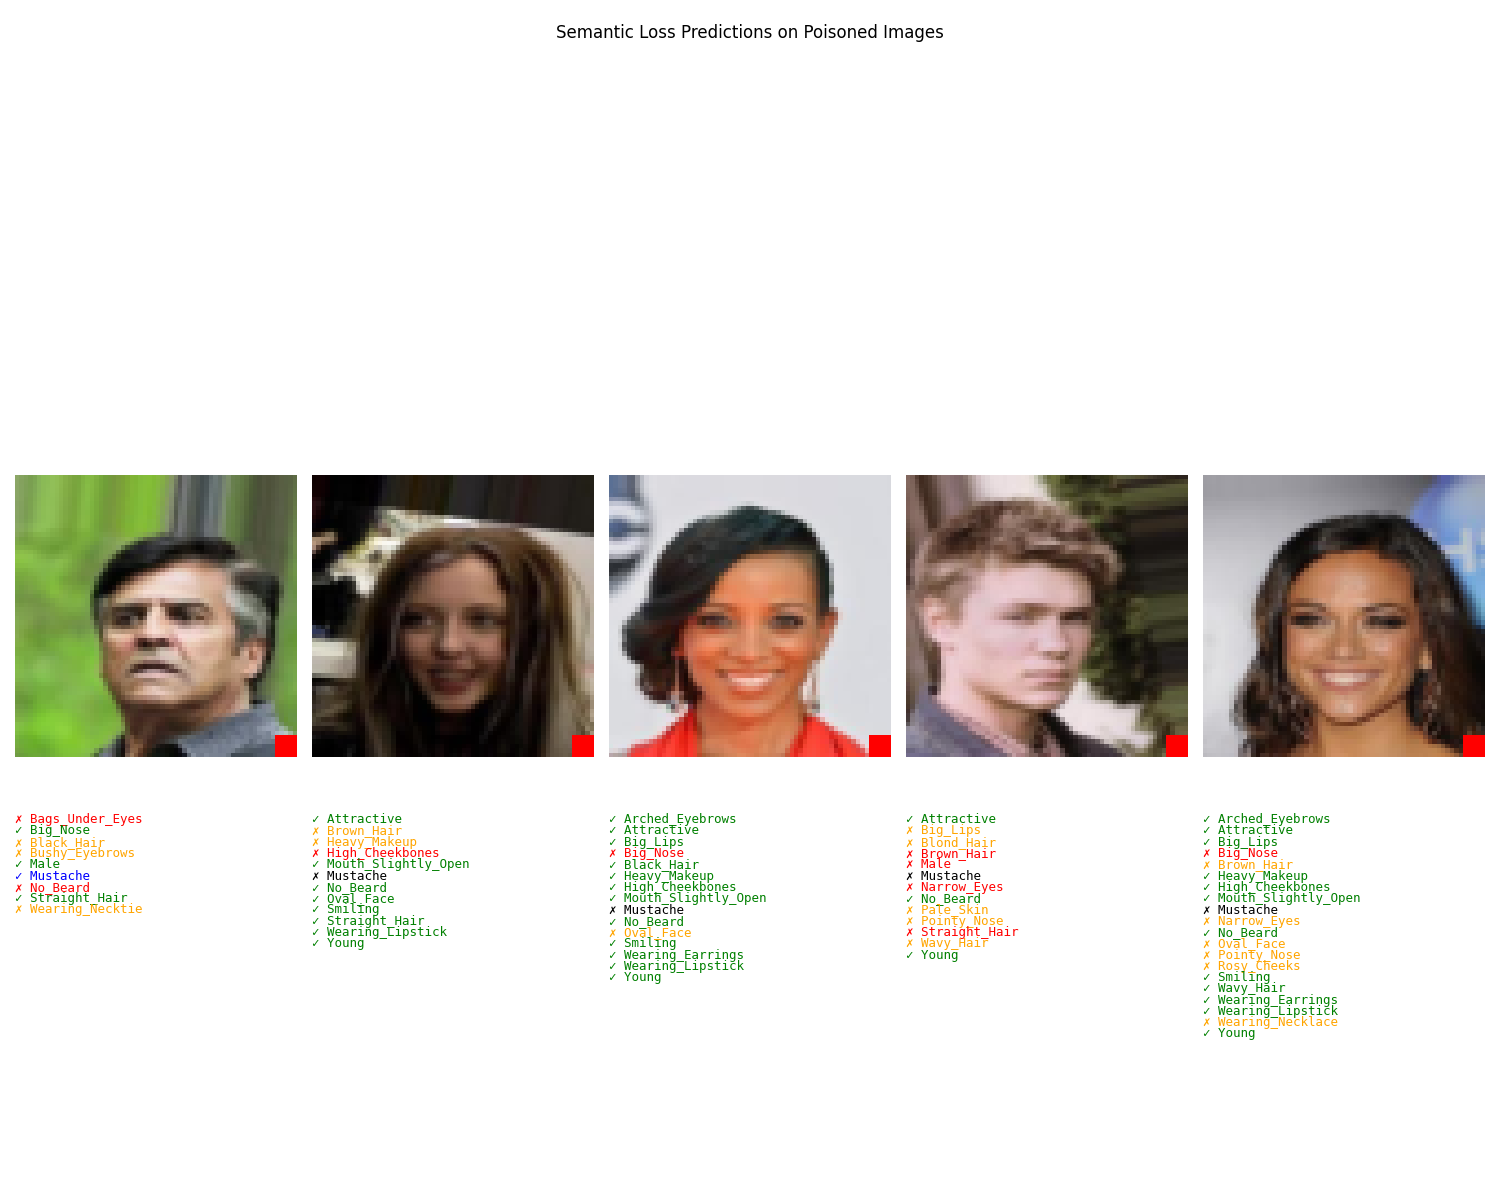 Semantic Loss Predictions on Poisoned Images
✗ Bags_Under_Eyes
✓ Big_Nose
✗ Black_Hair
✗ Bushy_Eyebrows
✓ Male
✓ Mustache
✗ No_Beard
✓ Straight_Hair
✗ Wearing_Necktie
✓ Attractive
✗ Brown_Hair
✗ Heavy_Makeup
✗ High_Cheekbones
✓ Mouth_Slightly_Open
✗ Mustache
✓ No_Beard
✓ Oval_Face
✓ Smiling
✓ Straight_Hair
✓ Wearing_Lipstick
✓ Young
✓ Arched_Eyebrows
✓ Attractive
✓ Big_Lips
✗ Big_Nose
✓ Black_Hair
✓ Heavy_Makeup
✓ High_Cheekbones
✓ Mouth_Slightly_Open
✗ Mustache
✓ No_Beard
✗ Oval_Face
✓ Smiling
✓ Wearing_Earrings
✓ Wearing_Lipstick
✓ Young
✓ Attractive
✗ Big_Lips
✗ Blond_Hair
✗ Brown_Hair
✗ Male
✗ Mustache
✗ Narrow_Eyes
✓ No_Beard
✗ Pale_Skin
✗ Pointy_Nose
✗ Straight_Hair
✗ Wavy_Hair
✓ Young
✓ Arched_Eyebrows
✓ Attractive
✓ Big_Lips
✗ Big_Nose
✗ Brown_Hair
✓ Heavy_Makeup
✓ High_Cheekbones
✓ Mouth_Slightly_Open
✗ Mustache
✗ Narrow_Eyes
✓ No_Beard
✗ Oval_Face
✗ Pointy_Nose
✗ Rosy_Cheeks
✓ Smiling
✓ Wavy_Hair
✓ Wearing_Earrings
✓ Wearing_Lipstick
✗ Wearing_Necklace
✓ Young